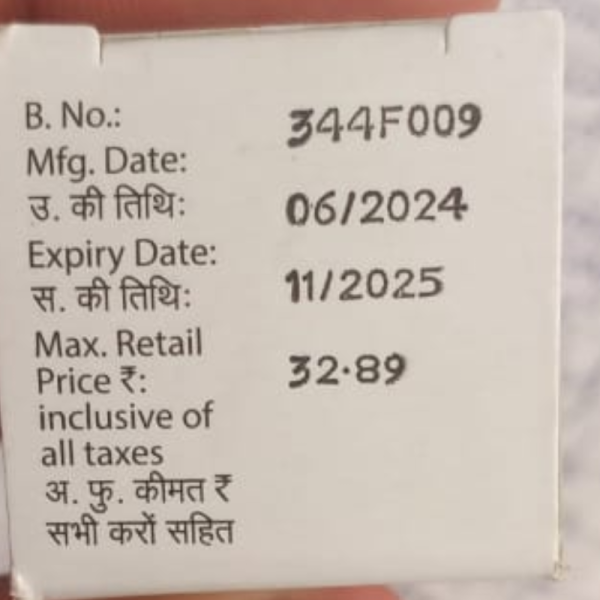 B. No.: 344F009
Mfg. Date:
उ. की तिथि: 06/2024
Expiry Date:
स. की तिथि: 11/2025
Max. Retail
Price ₹: 32·89
inclusive of
all taxes
अ. फु. कीमत ₹
सभी करों सहित